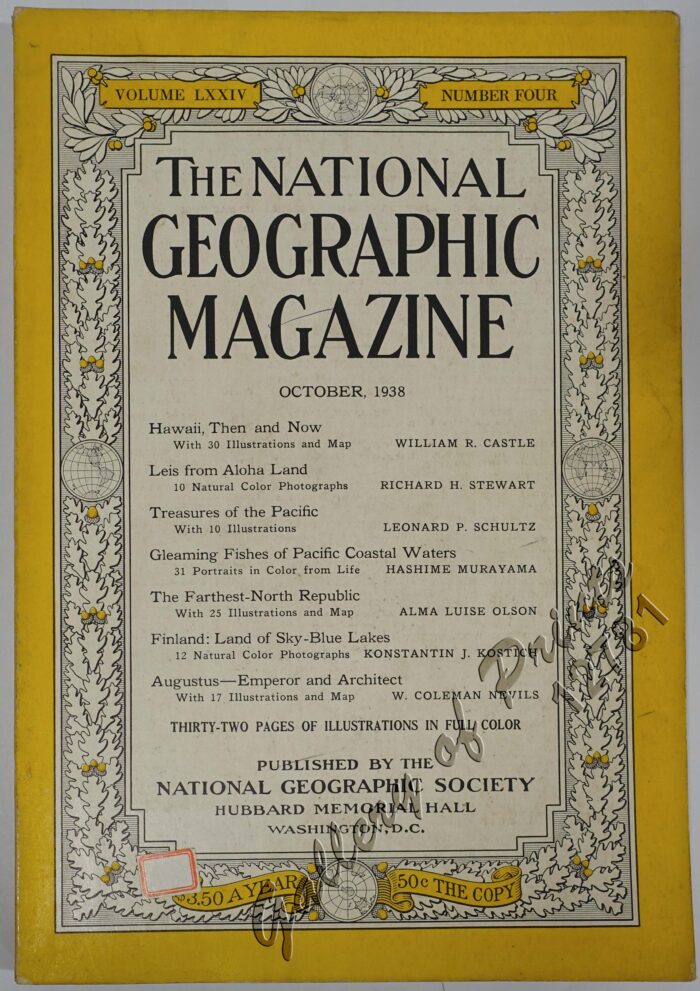 VOLUME LXXIV
NUMBER FOUR
THE NATIONAL
GEOGRAPHIC
MAGAZINE
OCTOBER, 1938
Hawaii, Then and Now
With 30 Illustrations and Map WILLIAM R. CASTLE
Leis from Aloha Land
10 Natural Color Photographs RICHARD H. STEWART
Treasures of the Pacific
With 10 Illustrations LEONARD P. SCHULTZ
Gleaming Fishes of Pacific Coastal Waters
31 Portraits in Color from Life HASHIME MURAYAMA
The Farthest-North Republic
With 25 Illustrations and Map ALMA LUISE OLSON
Finland: Land of Sky-Blue Lakes
12 Natural Color Photographs KONSTANTIN J. KOSTICH
Augustus—Emperor and Architect
With 17 Illustrations and Map W. COLEMAN NEVILS
THIRTY-TWO PAGES OF ILLUSTRATIONS IN FULL COLOR
PUBLISHED BY THE
NATIONAL GEOGRAPHIC SOCIETY
HUBBARD MEMORIAL HALL
WASHINGTON, D.C.
3.50 A YEAR
50c THE COPY
Gallery of Prints
12781